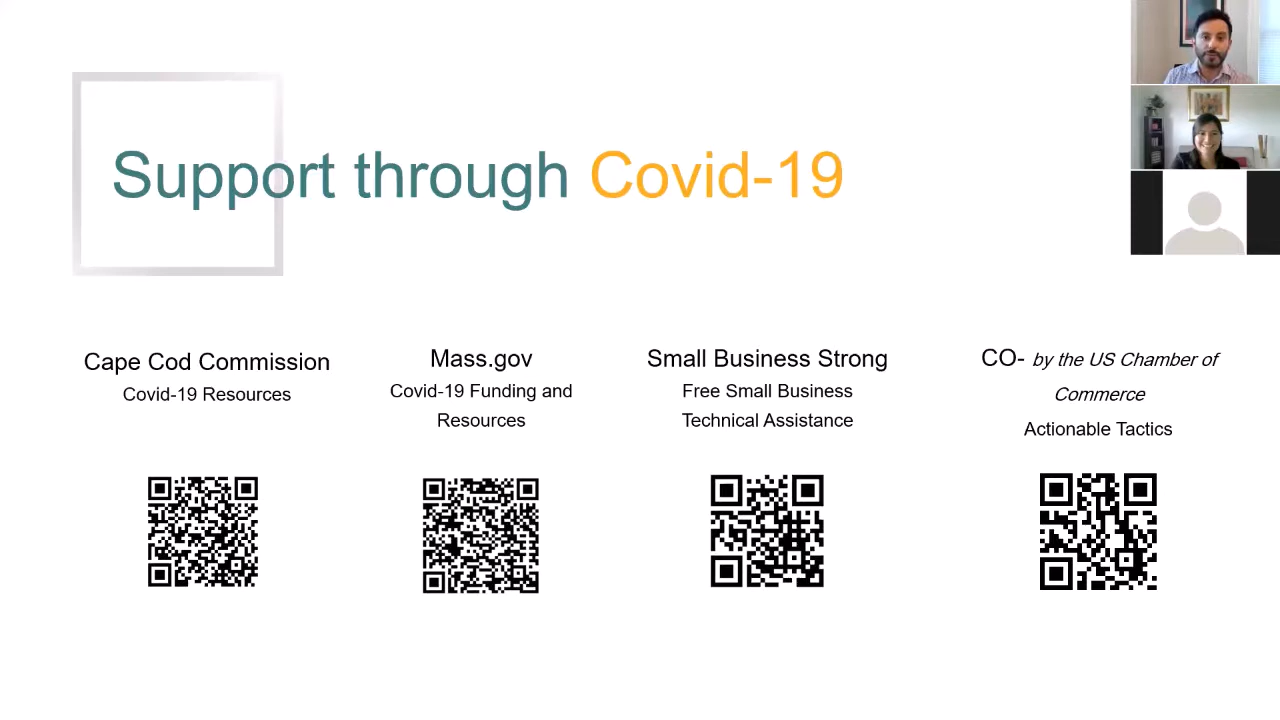 Support through Covid-19
Cape Cod Commission
Covid-19 Resources
Mass.gov
Covid-19 Funding and
Resources
Small Business Strong
Free Small Business
Technical Assistance
CO- by the US Chamber of
Commerce
Actionable Tactics